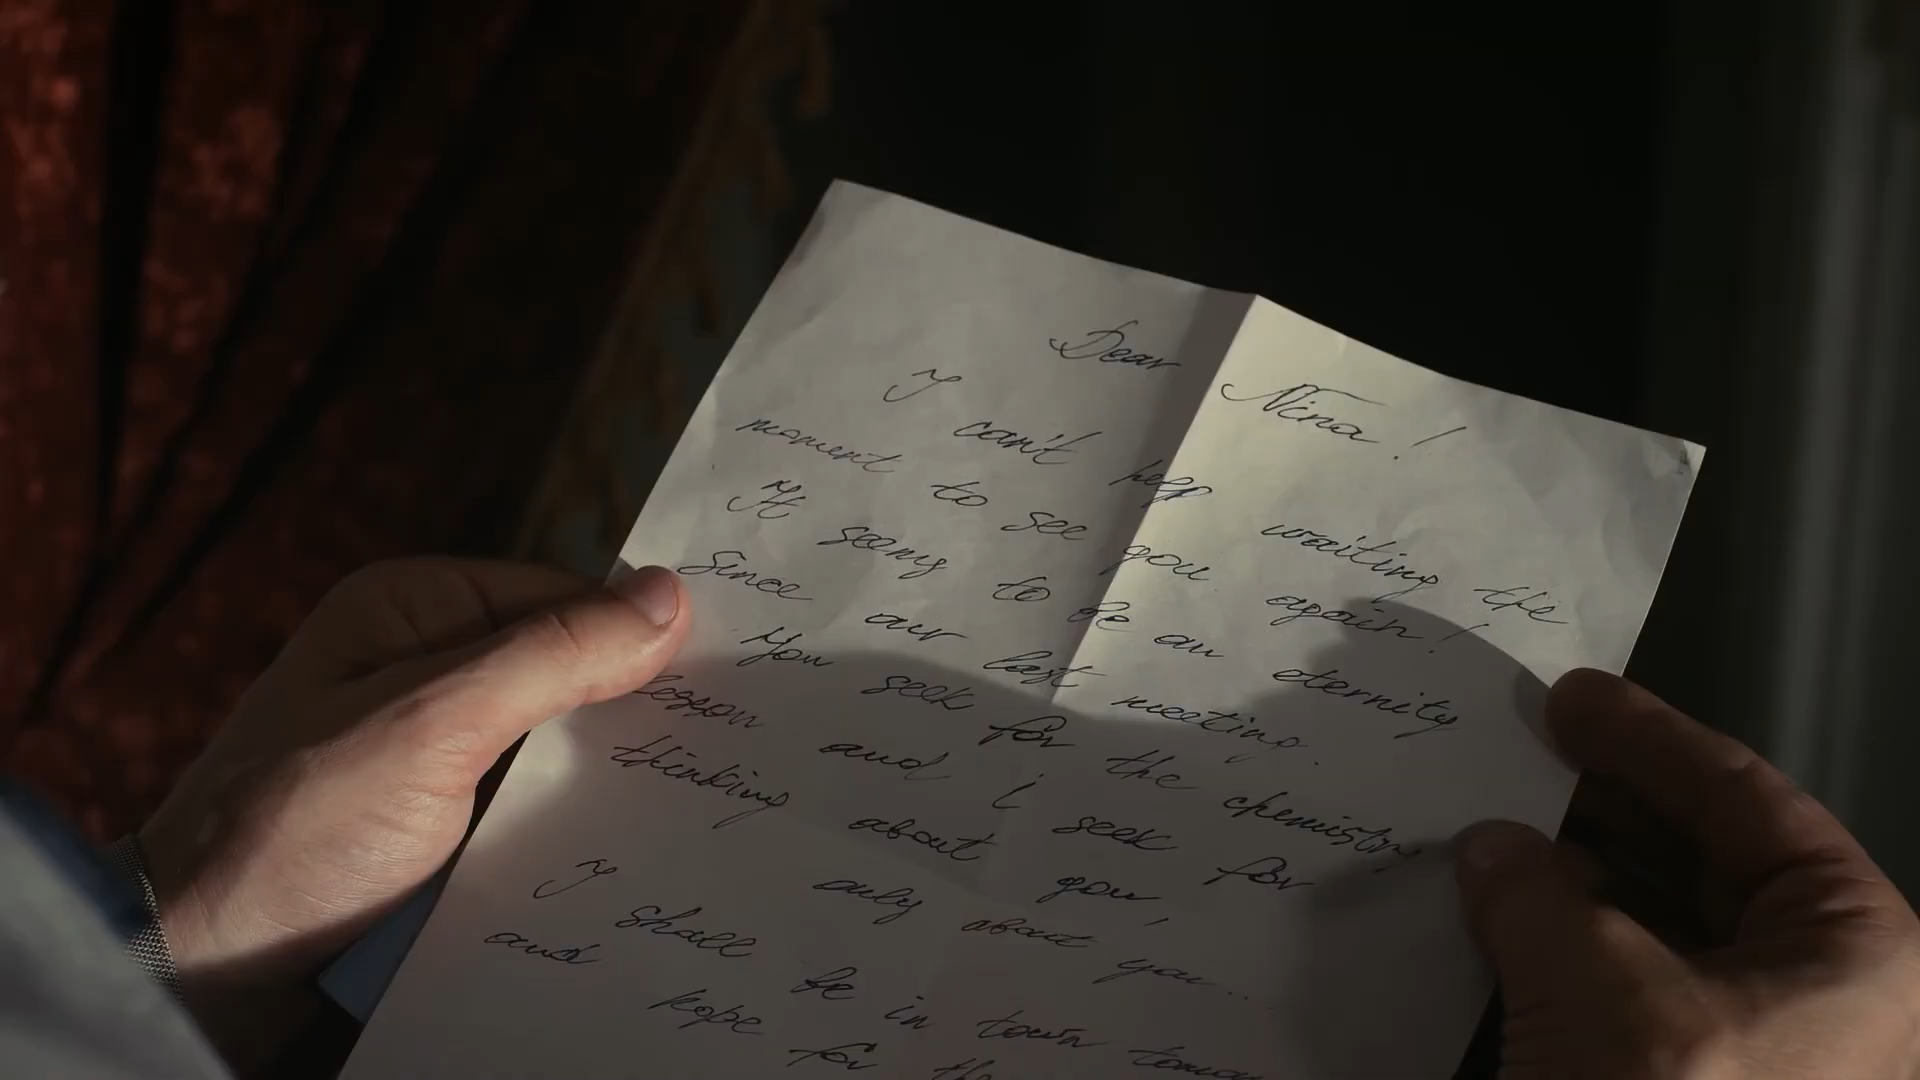 Dear Nina!
I can't help waiting the
moment to see you again!
It seems to be an eternity
Since our last meeting.
You seek for the chemistry
lesson and i seek for
thinking about you,
only about you...
I shall be in town
and hope for